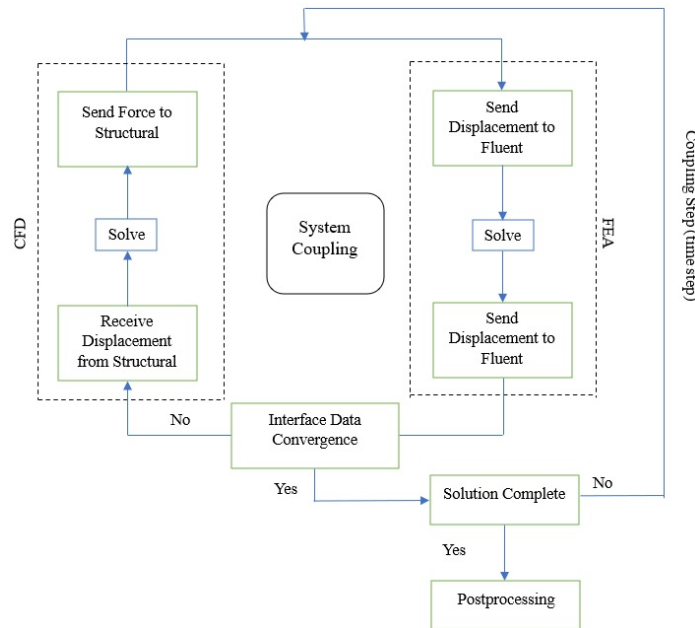 Send Force to
Structural
Solve
Receive
Displacement
from Structural
CFD
System
Coupling
Send
Displacement to
Fluent
Solve
Send
Displacement to
Fluent
FEA
Coupling Step (time step)
No
Interface Data
Convergence
Yes
Solution Complete
No
Yes
Postprocessing